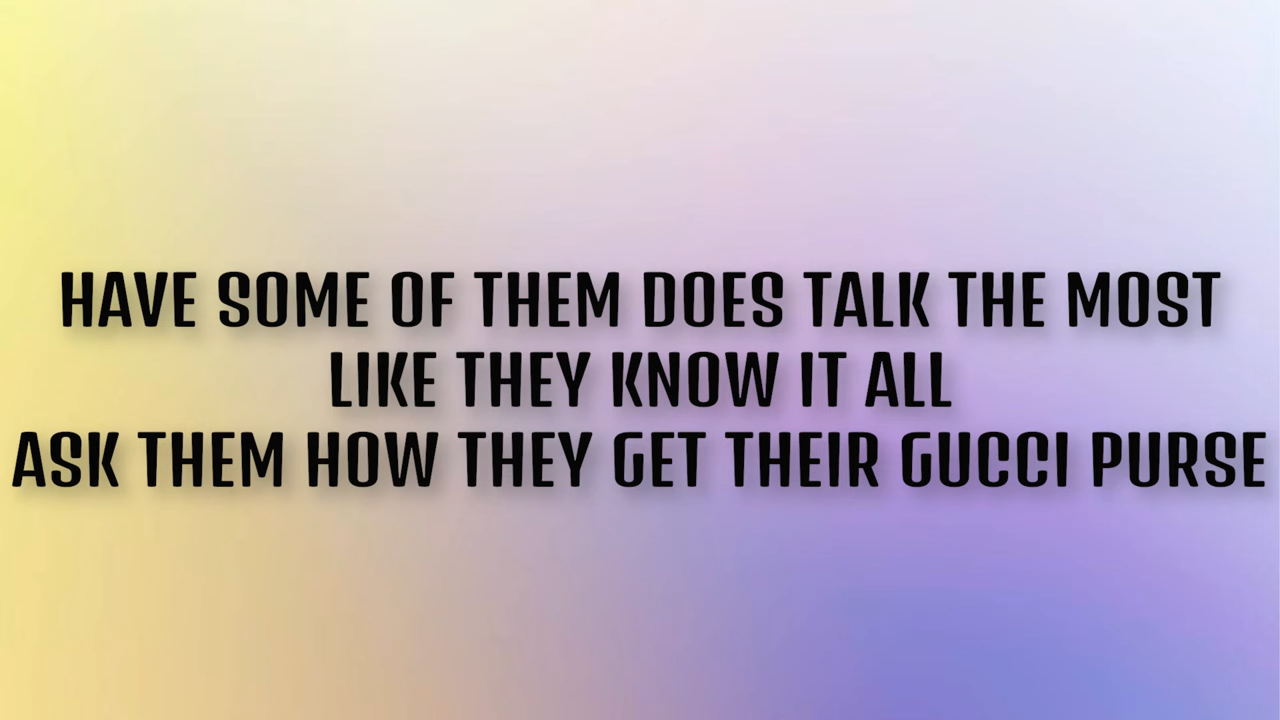 HAVE SOME OF THEM DOES TALK THE MOST
LIKE THEY KNOW IT ALL
ASK THEM HOW THEY GET THEIR GUCCI PURSE